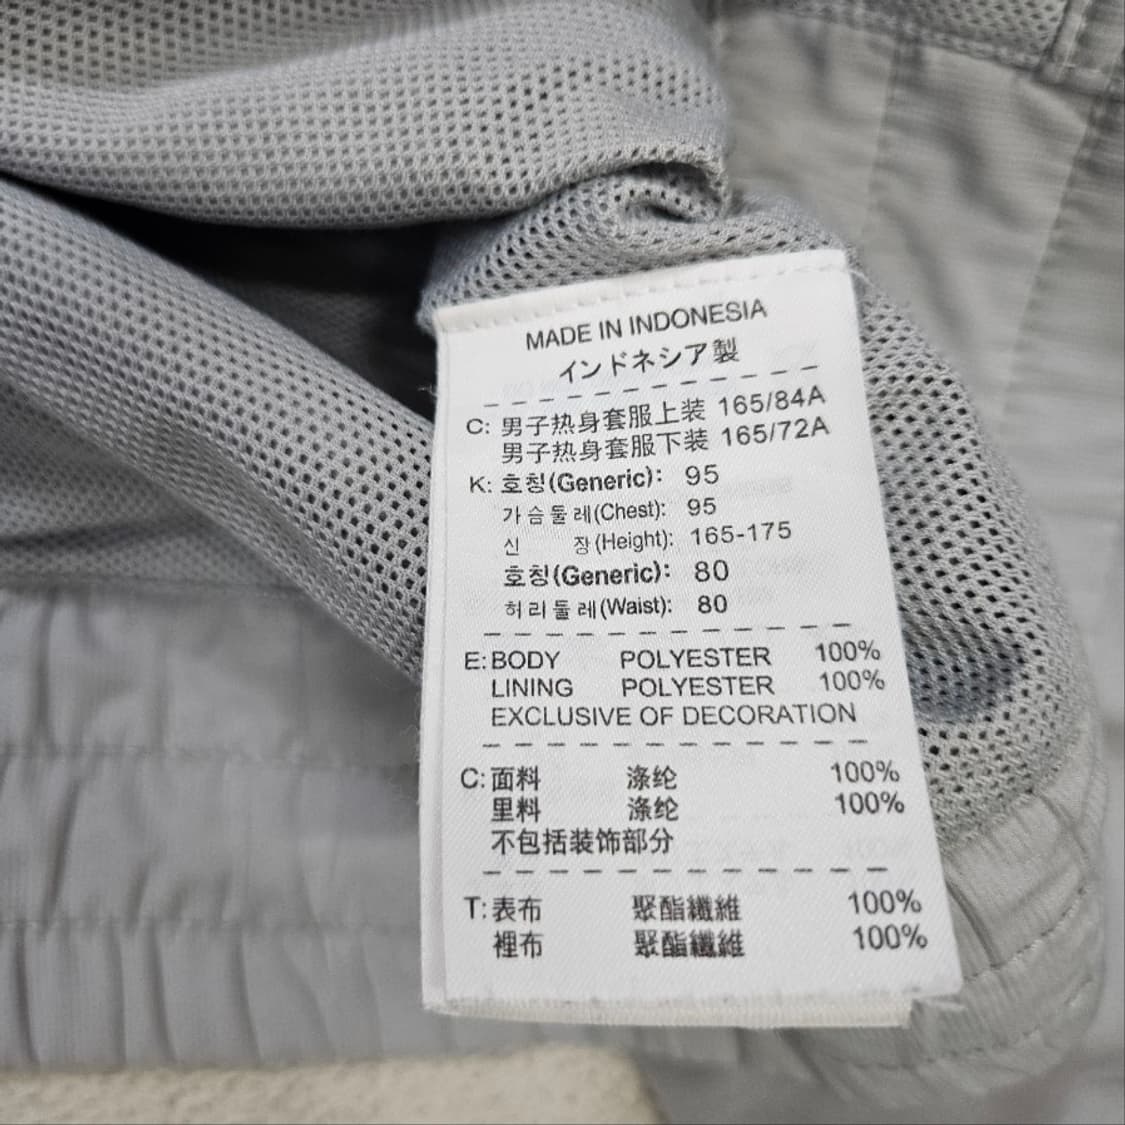 MADE IN INDONESIA
インドネシア製
C: 男子热身套服上装 165/84A
男子热身套服下装 165/72A
K: 호칭(Generic): 95
가슴둘레(Chest): 95
신 장(Height): 165-175
호칭(Generic): 80
허리둘레(Waist): 80
E: BODY POLYESTER 100%
LINING POLYESTER 100%
EXCLUSIVE OF DECORATION
C: 面料 涤纶 100%
里料 涤纶 100%
不包括装饰部分
T: 表布 聚酯纖維 100%
裡布 聚酯纖維 100%